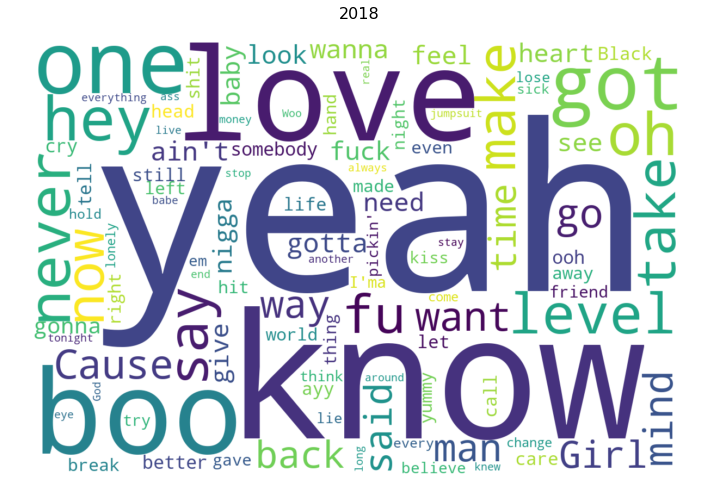 2018
one
love
hey
yeah
know
boo
got
oh
make
look
wanna
feel
heart
Black
baby
shit
everything
ass
head
live
money
Woo
hand
real
night
jumpsuit
lose
sick
see
cry
ain't
somebody
fuck
even
always
tell
still
left
babe
stop
made
never
now
hold
lonely
right
em
end
nigga
life
need
gotta
another
pickin'
kiss
stay
time
go
ooh
away
friend
take
gonna
tonight
say
hit
way
I'ma
come
fu
want
level
Cause
God
give
world
thing
let
think
around
ayy
lie
yummy
call
eye
try
said
man
Girl
mind
break
better
gave
back
long
every
believe
knew
change
care